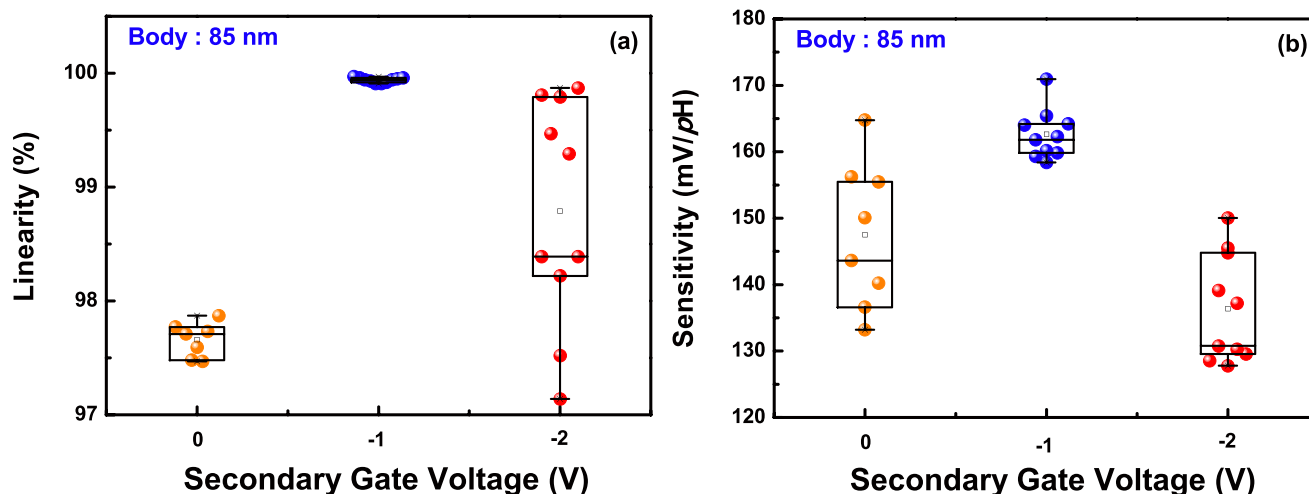 Body : 85 nm
(a)
Linearity (%)
100
99
98
97
0
-1
-2
Secondary Gate Voltage (V)
Body : 85 nm
(b)
Sensitivity (mV/pH)
180
170
160
150
140
130
120
0
-1
-2
Secondary Gate Voltage (V)